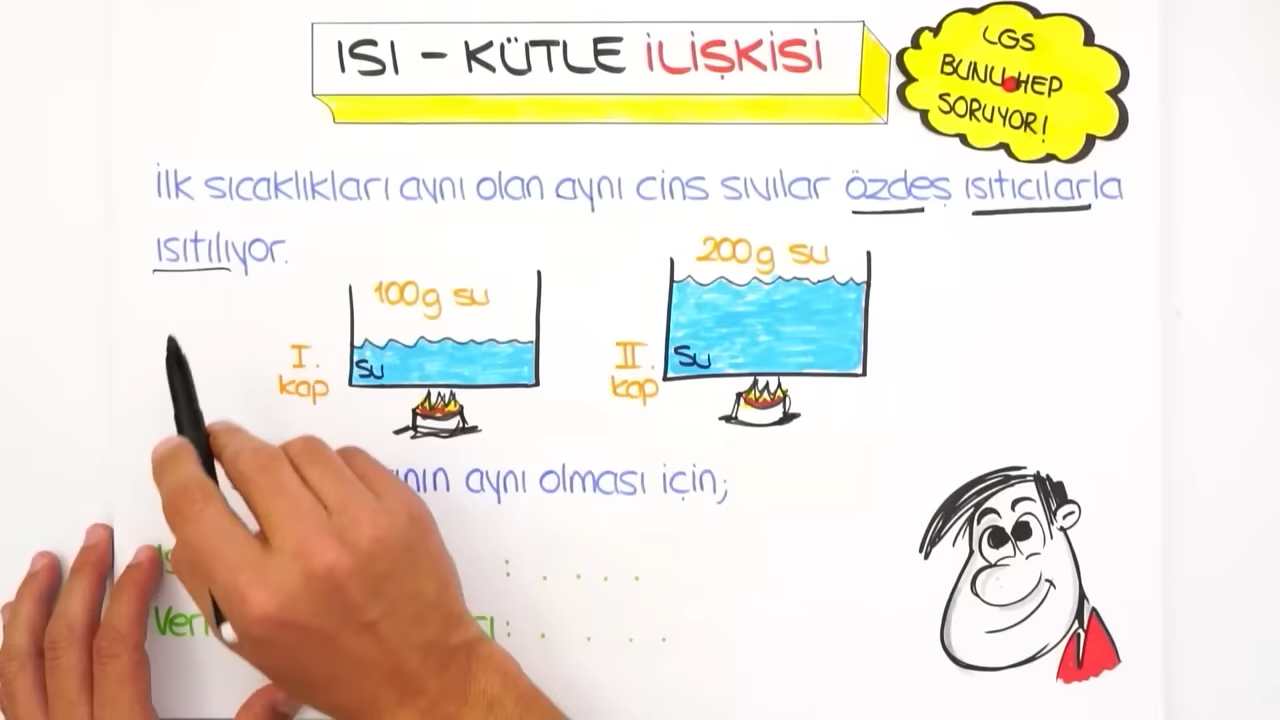 ISI - KÜTLE İLİŞKİSİ
LGS
BUNU HEP
SORUYOR!
İlk sıcaklıkları aynı olan aynı cins sıvılar özdeş ısıtıcılarla
ısıtılıyor.
100g su
200g su
I.
kap
Su
II.
kap
Su
aynı olması için;
: . . . .
: . . . .